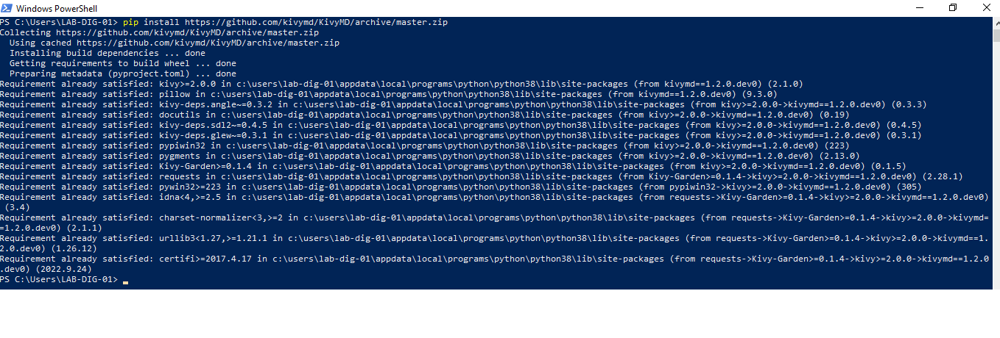 Windows PowerShell
PS C:\Users\LAB-DIG-01> pip install https://github.com/kivymd/KivyMD/archive/master.zip
Collecting https://github.com/kivymd/KivyMD/archive/master.zip
  Using cached https://github.com/kivymd/KivyMD/archive/master.zip
  Installing build dependencies ... done
  Getting requirements to build wheel ... done
  Preparing metadata (pyproject.toml) ... done
Requirement already satisfied: kivy>=2.0.0 in c:\users\lab-dig-01\appdata\local\programs\python\python38\lib\site-packages (from kivymd==1.2.0.dev0) (2.1.0)
Requirement already satisfied: pillow in c:\users\lab-dig-01\appdata\local\programs\python\python38\lib\site-packages (from kivymd==1.2.0.dev0) (9.3.0)
Requirement already satisfied: kivy-deps.angle~=0.3.2 in c:\users\lab-dig-01\appdata\local\programs\python\python38\lib\site-packages (from kivy>=2.0.0->kivymd==1.2.0.dev0) (0.3.3)
Requirement already satisfied: docutils in c:\users\lab-dig-01\appdata\local\programs\python\python38\lib\site-packages (from kivy>=2.0.0->kivymd==1.2.0.dev0) (0.19)
Requirement already satisfied: kivy-deps.sdl2~=0.4.5 in c:\users\lab-dig-01\appdata\local\programs\python\python38\lib\site-packages (from kivy>=2.0.0->kivymd==1.2.0.dev0) (0.4.5)
Requirement already satisfied: kivy-deps.glew~=0.3.1 in c:\users\lab-dig-01\appdata\local\programs\python\python38\lib\site-packages (from kivy>=2.0.0->kivymd==1.2.0.dev0) (0.3.1)
Requirement already satisfied: pypiwin32 in c:\users\lab-dig-01\appdata\local\programs\python\python38\lib\site-packages (from kivy>=2.0.0->kivymd==1.2.0.dev0) (223)
Requirement already satisfied: pygments in c:\users\lab-dig-01\appdata\local\programs\python\python38\lib\site-packages (from kivy>=2.0.0->kivymd==1.2.0.dev0) (2.13.0)
Requirement already satisfied: Kivy-Garden>=0.1.4 in c:\users\lab-dig-01\appdata\local\programs\python\python38\lib\site-packages (from kivy>=2.0.0->kivymd==1.2.0.dev0) (0.1.5)
Requirement already satisfied: requests in c:\users\lab-dig-01\appdata\local\programs\python\python38\lib\site-packages (from Kivy-Garden>=0.1.4->kivy>=2.0.0->kivymd==1.2.0.dev0) (2.28.1)
Requirement already satisfied: pywin32>=223 in c:\users\lab-dig-01\appdata\local\programs\python\python38\lib\site-packages (from pypiwin32->kivy>=2.0.0->kivymd==1.2.0.dev0) (305)
Requirement already satisfied: idna<4,>=2.5 in c:\users\lab-dig-01\appdata\local\programs\python\python38\lib\site-packages (from requests->Kivy-Garden>=0.1.4->kivy>=2.0.0->kivymd==1.2.0.dev0)
 (3.4)
Requirement already satisfied: charset-normalizer<3,>=2 in c:\users\lab-dig-01\appdata\local\programs\python\python38\lib\site-packages (from requests->Kivy-Garden>=0.1.4->kivy>=2.0.0->kivymd=
=1.2.0.dev0) (2.1.1)
Requirement already satisfied: urllib3<1.27,>=1.21.1 in c:\users\lab-dig-01\appdata\local\programs\python\python38\lib\site-packages (from requests->Kivy-Garden>=0.1.4->kivy>=2.0.0->kivymd==1.
2.0.dev0) (1.26.12)
Requirement already satisfied: certifi>=2017.4.17 in c:\users\lab-dig-01\appdata\local\programs\python\python38\lib\site-packages (from requests->Kivy-Garden>=0.1.4->kivy>=2.0.0->kivymd==1.2.0
.dev0) (2022.9.24)
PS C:\Users\LAB-DIG-01>